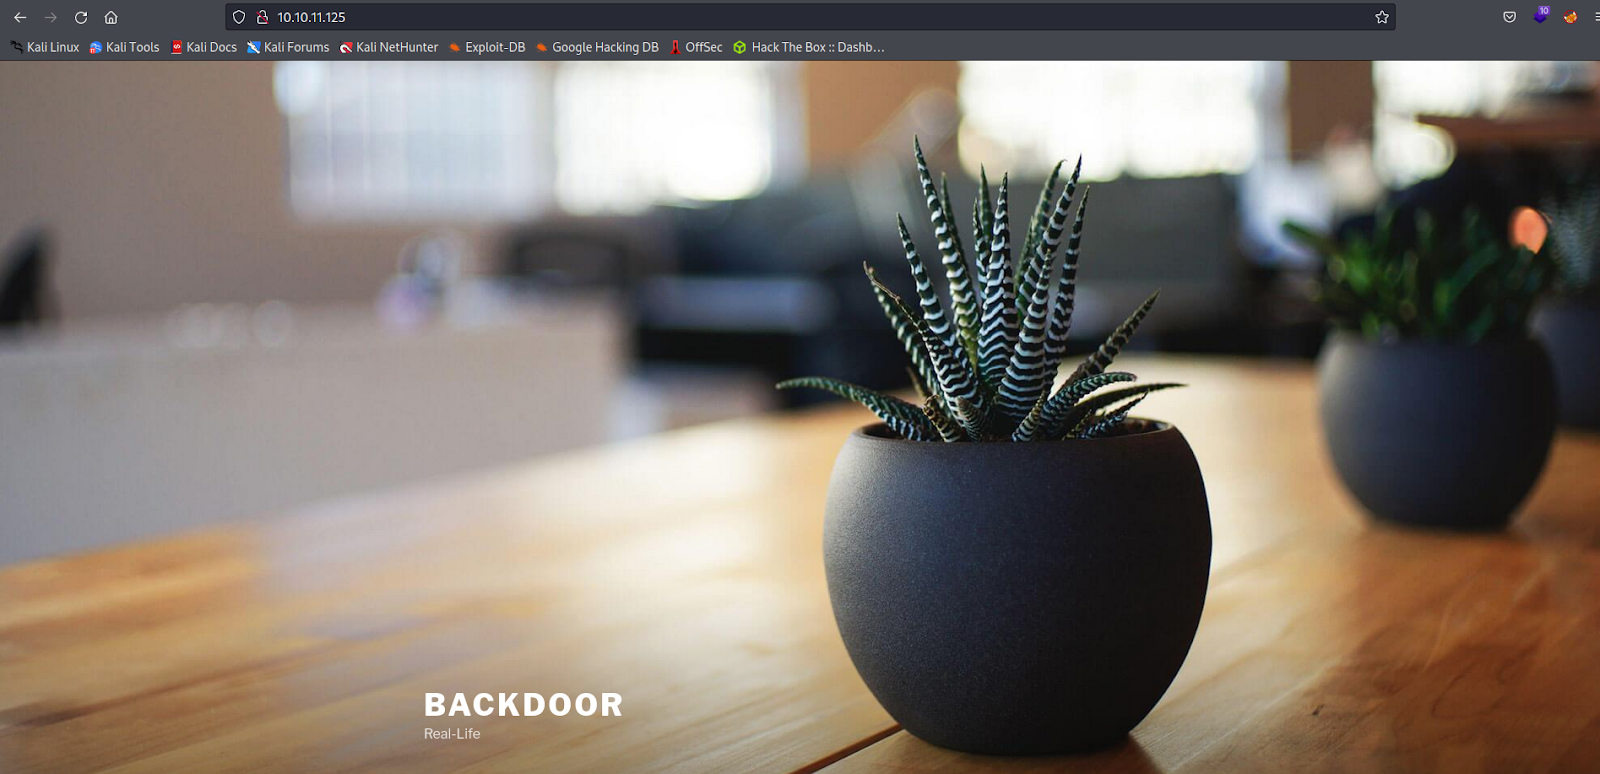 10.10.11.125
10
Kali Linux Kali Tools Kali Docs Kali Forums Kali NetHunter Exploit-DB Google Hacking DB OffSec Hack The Box :: Dashb...
BACKDOOR
Real-Life